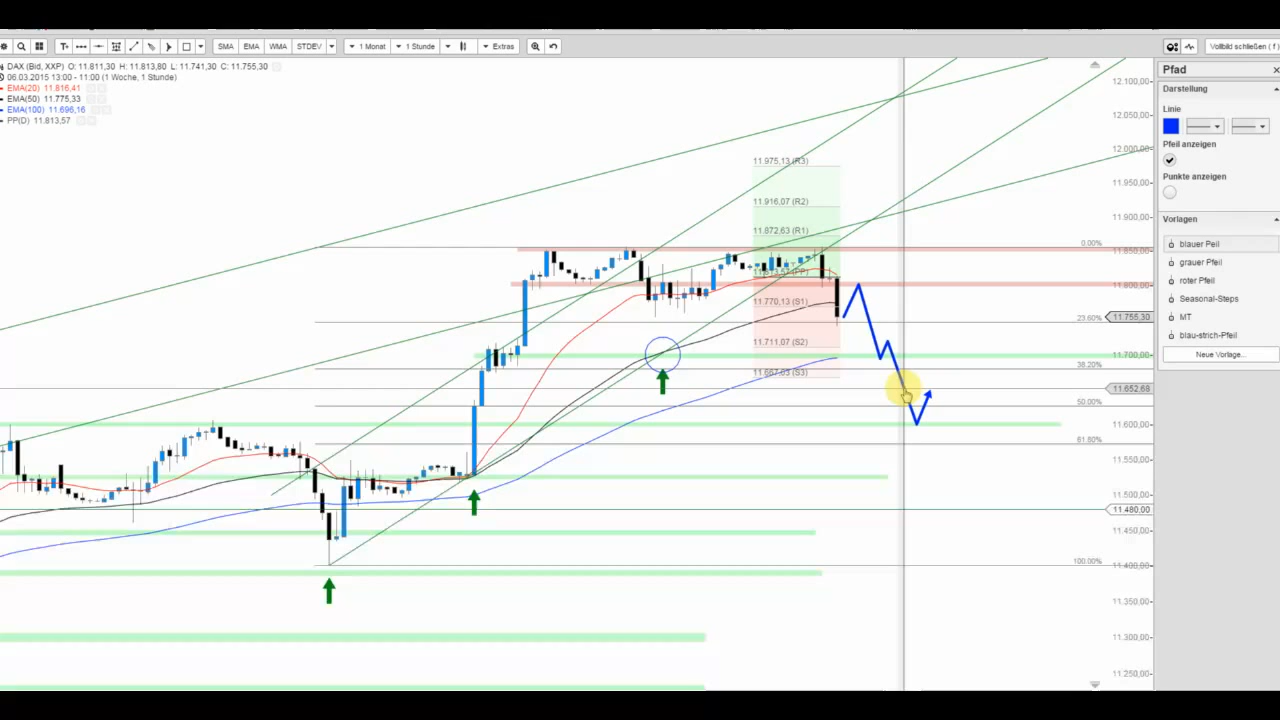 T SMA EMA WMA STDEV 1 Monat 1 Stunde Extras Vollbild schließen ( f )
DAX (Bid, XXP) O: 11.811,30 H: 11.813,80 L: 11.741,30 C: 11.755,30
06.03.2015 13:00 - 11:00 (1 Woche, 1 Stunde)
EMA(20) 11.816,41
EMA(50) 11.775,33
EMA(100) 11.696,16
PP(D) 11.813,57
11.975,13 (R3)
11.916,07 (R2)
11.872,63 (R1)
11.813,57 (PP)
11.770,13 (S1)
11.711,07 (S2)
11.667,63 (S3)
0.00%
23.60%
38.20%
50.00%
61.80%
100.00%
12.100,00
12.050,00
12.000,00
11.950,00
11.900,00
11.850,00
11.800,00
11.755,30
11.700,00
11.652,68
11.600,00
11.550,00
11.500,00
11.480,00
11.450,00
11.400,00
11.350,00
11.300,00
11.250,00
Pfad
Darstellung
Linie
Pfeil anzeigen
Punkte anzeigen
Vorlagen
blauer Peil
grauer Pfeil
roter Pfeil
Seasonal-Steps
MT
blau-strich-Pfeil
Neue Vorlage...